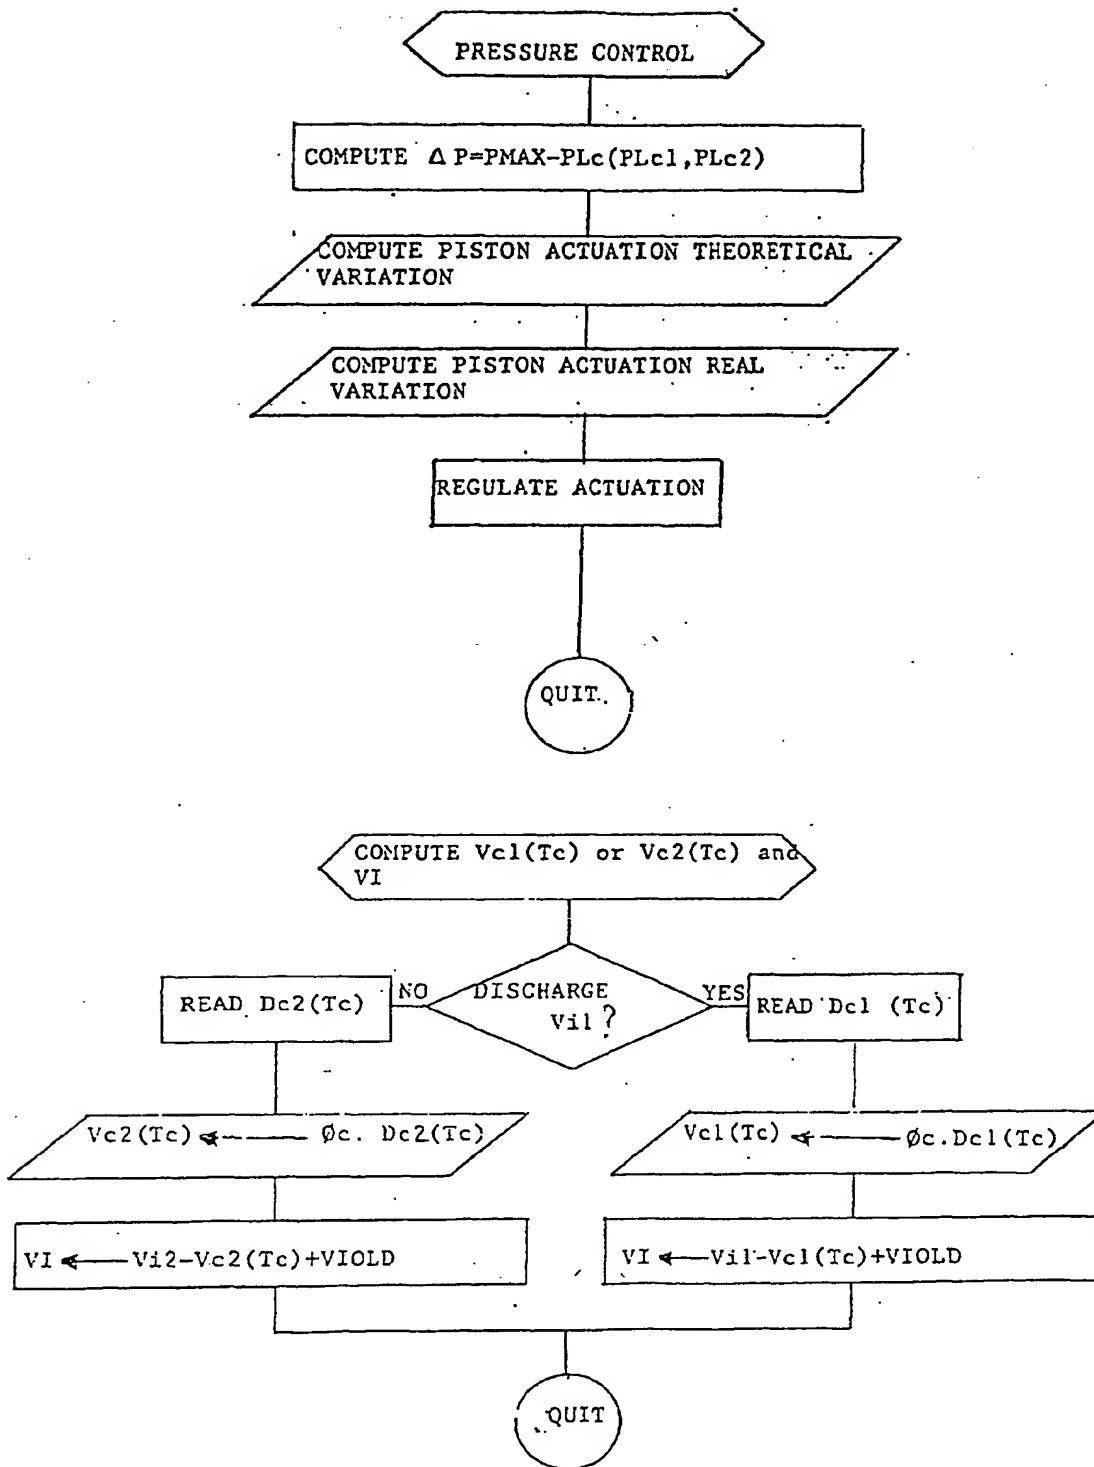 PRESSURE CONTROL
COMPUTE Δ P=PMAX-PLc(PLc1,PLc2)
COMPUTE PISTON ACTUATION THEORETICAL
VARIATION
COMPUTE PISTON ACTUATION REAL
VARIATION
REGULATE ACTUATION
QUIT
COMPUTE Vc1(Tc) or Vc2(Tc) and
VI
READ Dc2(Tc)
NO
DISCHARGE
Vi1?
YES
READ Dc1 (Tc)
Vc2(Tc) ← Øc. Dc2(Tc)
Vc1(Tc) ← Øc.Dc1(Tc)
VI ← Vi2-Vc2(Tc)+VIOLD
VI ← Vi1-Vc1(Tc)+VIOLD
QUIT